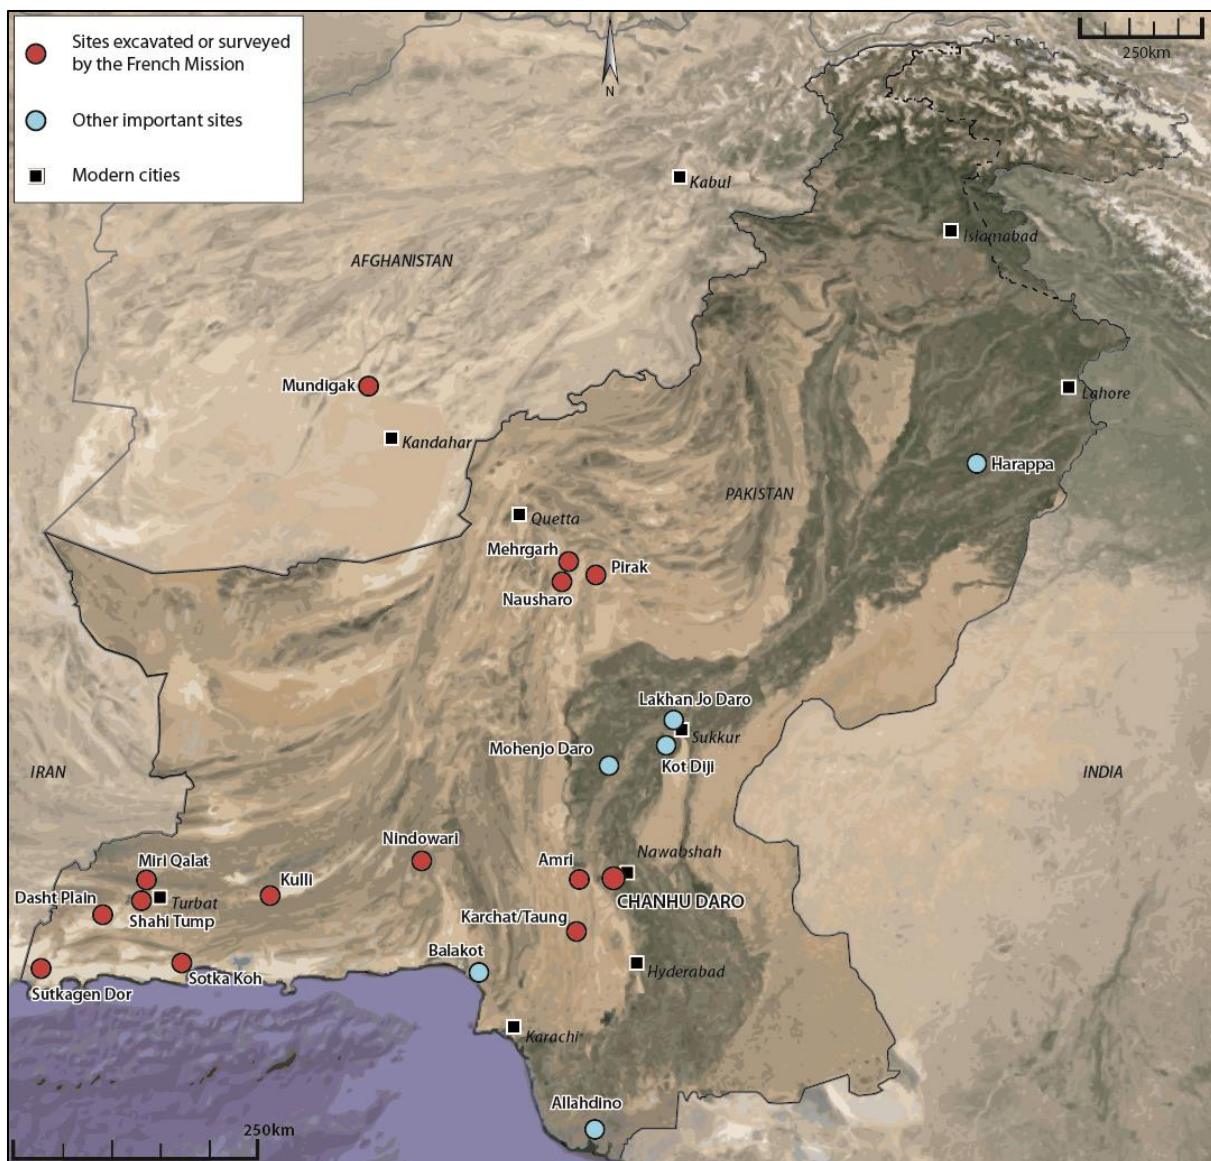 Sites excavated or surveyed
by the French Mission
Other important sites
Modern cities
250km
N
Kabul
Islamabad
AFGHANISTAN
Mundigak
Lahore
Kandahar
Harappa
PAKISTAN
Quetta
Mehrgarh
Pirak
Nausharo
Lakhan Jo Daro
Sukkur
Mohenjo Daro
Kot Diji
IRAN
INDIA
Nindowari
Nawabshah
Miri Qalat
Amri
Kulli
Dasht Plain
Turbat
CHANHU DARO
Shahi Tump
Karchat/Taung
Balakot
Hyderabad
Sotka Koh
Sutkagen Dor
Karachi
Allahdino
250km